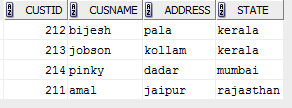 CUSTID CUSNAME ADDRESS STATE
212 bijesh pala kerala
213 jobson kollam kerala
214 pinky dadar mumbai
211 amal jaipur rajasthan